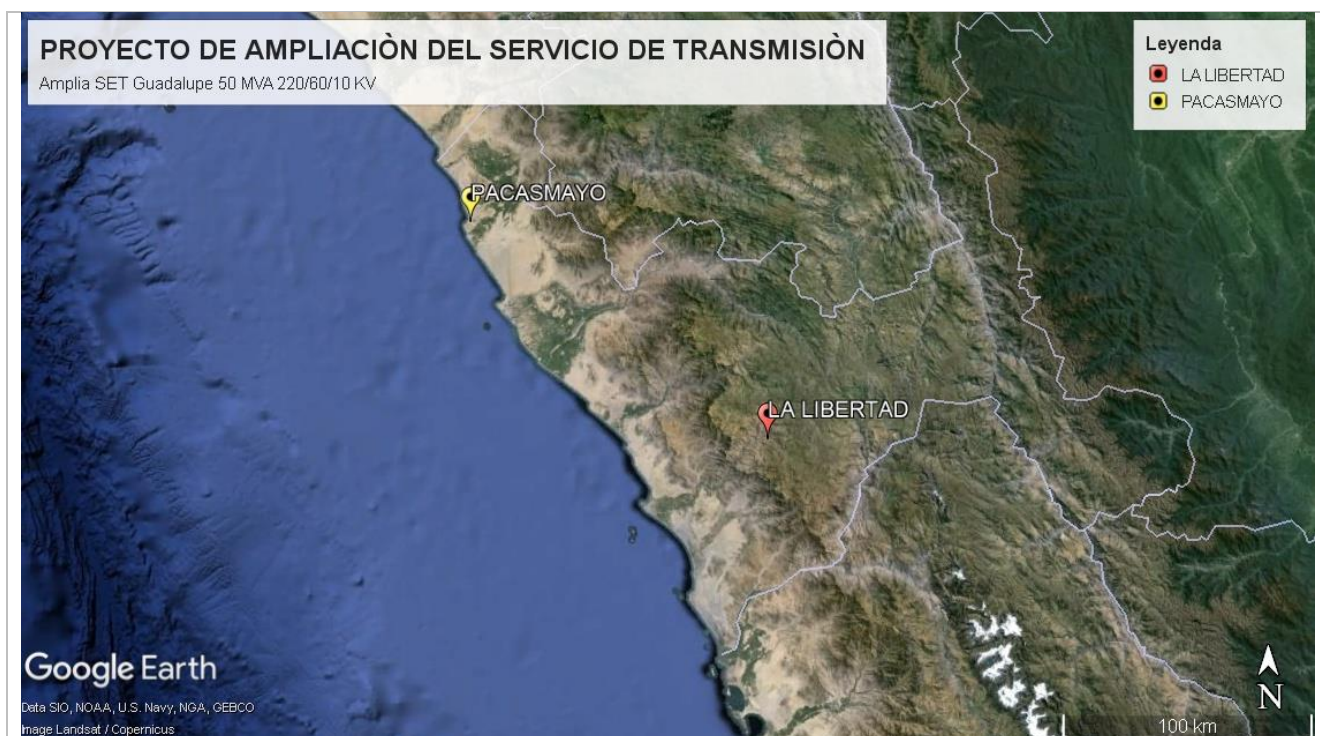 PROYECTO DE AMPLIACIÒN DEL SERVICIO DE TRANSMISIÒN
Amplia SET Guadalupe 50 MVA 220/60/10 KV
Leyenda
LA LIBERTAD
PACASMAYO
PACASMAYO
LA LIBERTAD
Google Earth
Data SIO, NOAA, U.S. Navy, NGA, GEBCO
Image Landsat / Copernicus
N
100 km